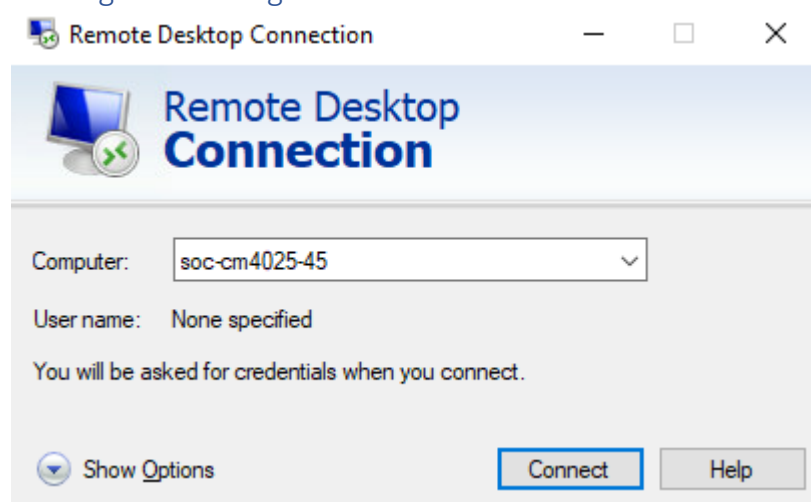 Remote Desktop Connection
Remote Desktop
Connection
Computer: soc-cm4025-45
User name: None specified
You will be asked for credentials when you connect.
Show Options Connect Help